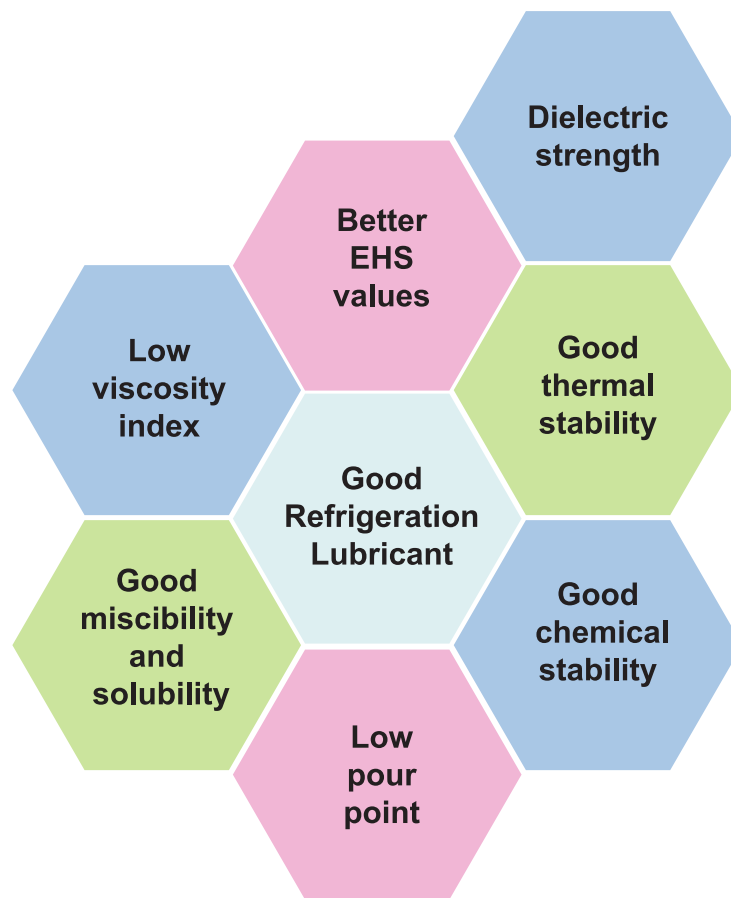 Dielectric
strength
Better
EHS
values
Low
viscosity
index
Good
thermal
stability
Good
Refrigeration
Lubricant
Good
miscibility
and
solubility
Good
chemical
stability
Low
pour
point